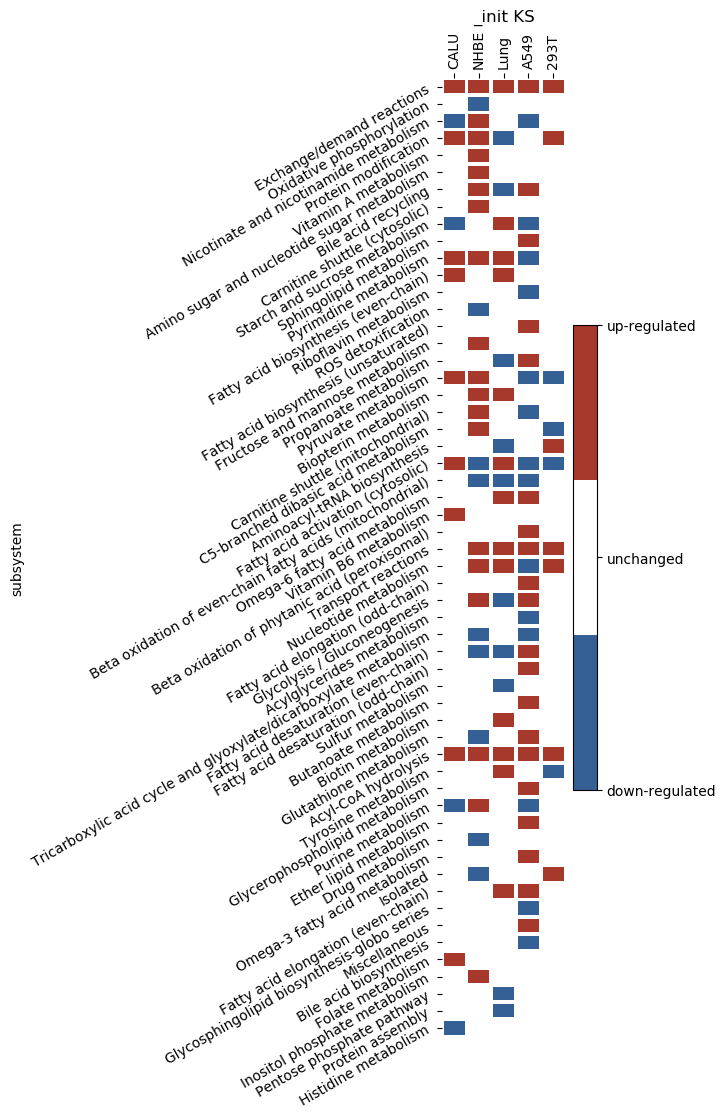 _init KS
CALU
NHBE
Lung
A549
293T
Exchange/demand reactions
Oxidative phosphorylation
Nicotinate and nicotinamide metabolism
Protein modification
Vitamin A metabolism
Amino sugar and nucleotide sugar metabolism
Bile acid recycling
Carnitine shuttle (cytosolic)
Starch and sucrose metabolism
Sphingolipid metabolism
Pyrimidine metabolism
Fatty acid biosynthesis (even-chain)
Riboflavin metabolism
ROS detoxification
Fatty acid biosynthesis (unsaturated)
Fructose and mannose metabolism
Propanoate metabolism
Pyruvate metabolism
Biopterin metabolism
Carnitine shuttle (mitochondrial)
C5-branched dibasic acid metabolism
Aminoacyl-tRNA biosynthesis
Fatty acid activation (cytosolic)
Beta oxidation of even-chain fatty acids (mitochondrial)
Omega-6 fatty acid metabolism
Vitamin B6 metabolism
Beta oxidation of phytanic acid (peroxisomal)
Transport reactions
Nucleotide metabolism
Fatty acid elongation (odd-chain)
Glycolysis / Gluconeogenesis
Acylglycerides metabolism
Tricarboxylic acid cycle and glyoxylate/dicarboxylate metabolism
Fatty acid desaturation (even-chain)
Fatty acid desaturation (odd-chain)
Sulfur metabolism
Butanoate metabolism
Biotin metabolism
Glutathione metabolism
Acyl-CoA hydrolysis
Tyrosine metabolism
Glycerophospholipid metabolism
Purine metabolism
Ether lipid metabolism
Drug metabolism
Omega-3 fatty acid metabolism
Isolated
Fatty acid elongation (even-chain)
Glycosphingolipid biosynthesis-globo series
Miscellaneous
Bile acid biosynthesis
Folate metabolism
Inositol phosphate metabolism
Pentose phosphate pathway
Protein assembly
Histidine metabolism
subsystem
up-regulated
unchanged
down-regulated